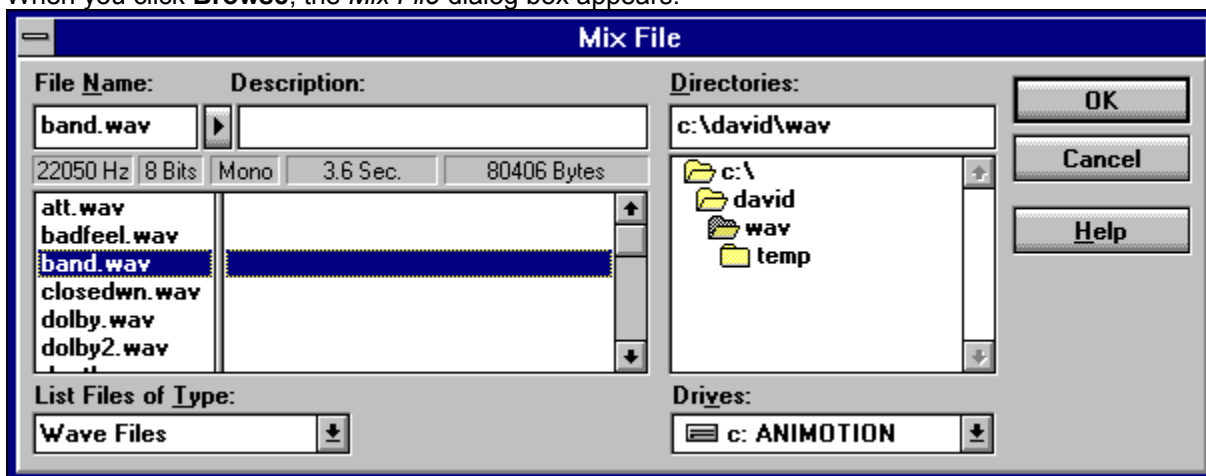 When you click Browse, the Mix File dialog box appears:
Mix File
File Name:
Description:
Directories:
band.wav
c:\david\wav
OK
Cancel
Help
22050 Hz 8 Bits Mono 3.6 Sec. 80406 Bytes
att.wav
badfeel.wav
band.wav
closedwn.wav
dolby.wav
dolby2.wav
c:\
david
wav
temp
List Files of Type:
Wave Files
Drives:
c: ANIMOTION